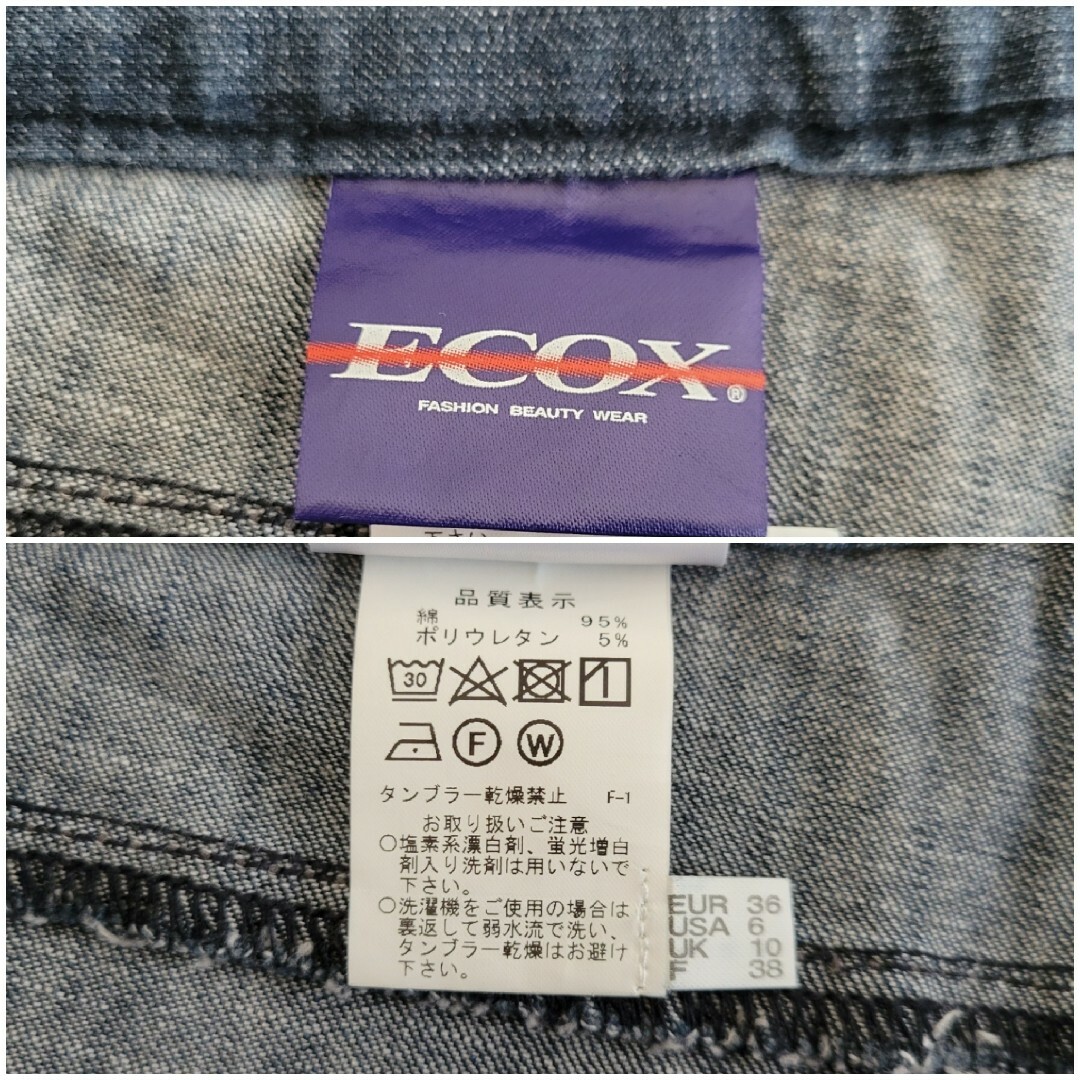 ECOX®
FASHION BEAUTY WEAR
品質表示
綿 95%
ポリウレタン 5%
30
F W
タンブラー乾燥禁止 F-1
お取り扱いご注意
○塩素系漂白剤、蛍光増白
剤入り洗剤は用いないで
下さい。
○洗濯機をご使用の場合は
裏返して弱水流で洗い、
タンブラー乾燥はお避け
下さい。
EUR 36
USA 6
UK 10
F 38